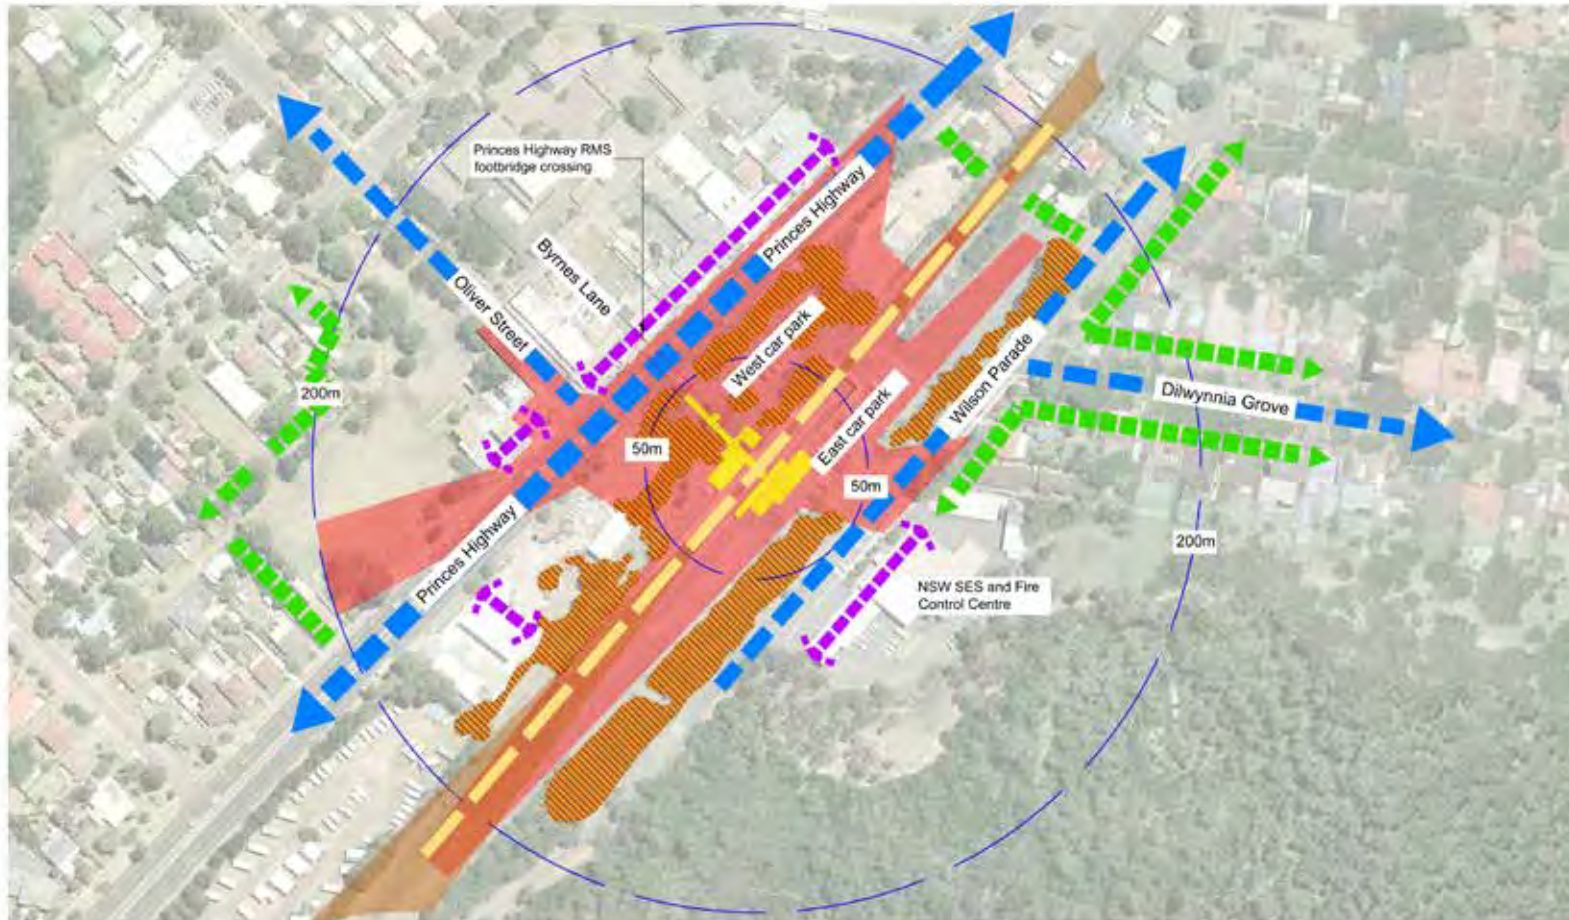 Princes Highway RMS
footbridge crossing
Princes Highway
Byrnes Lane
Oliver Street
West car park
Wilson Parade
200m
Dilwynnia Grove
East car park
50m
50m
Princes Highway
200m
NSW SES and Fire
Control Centre